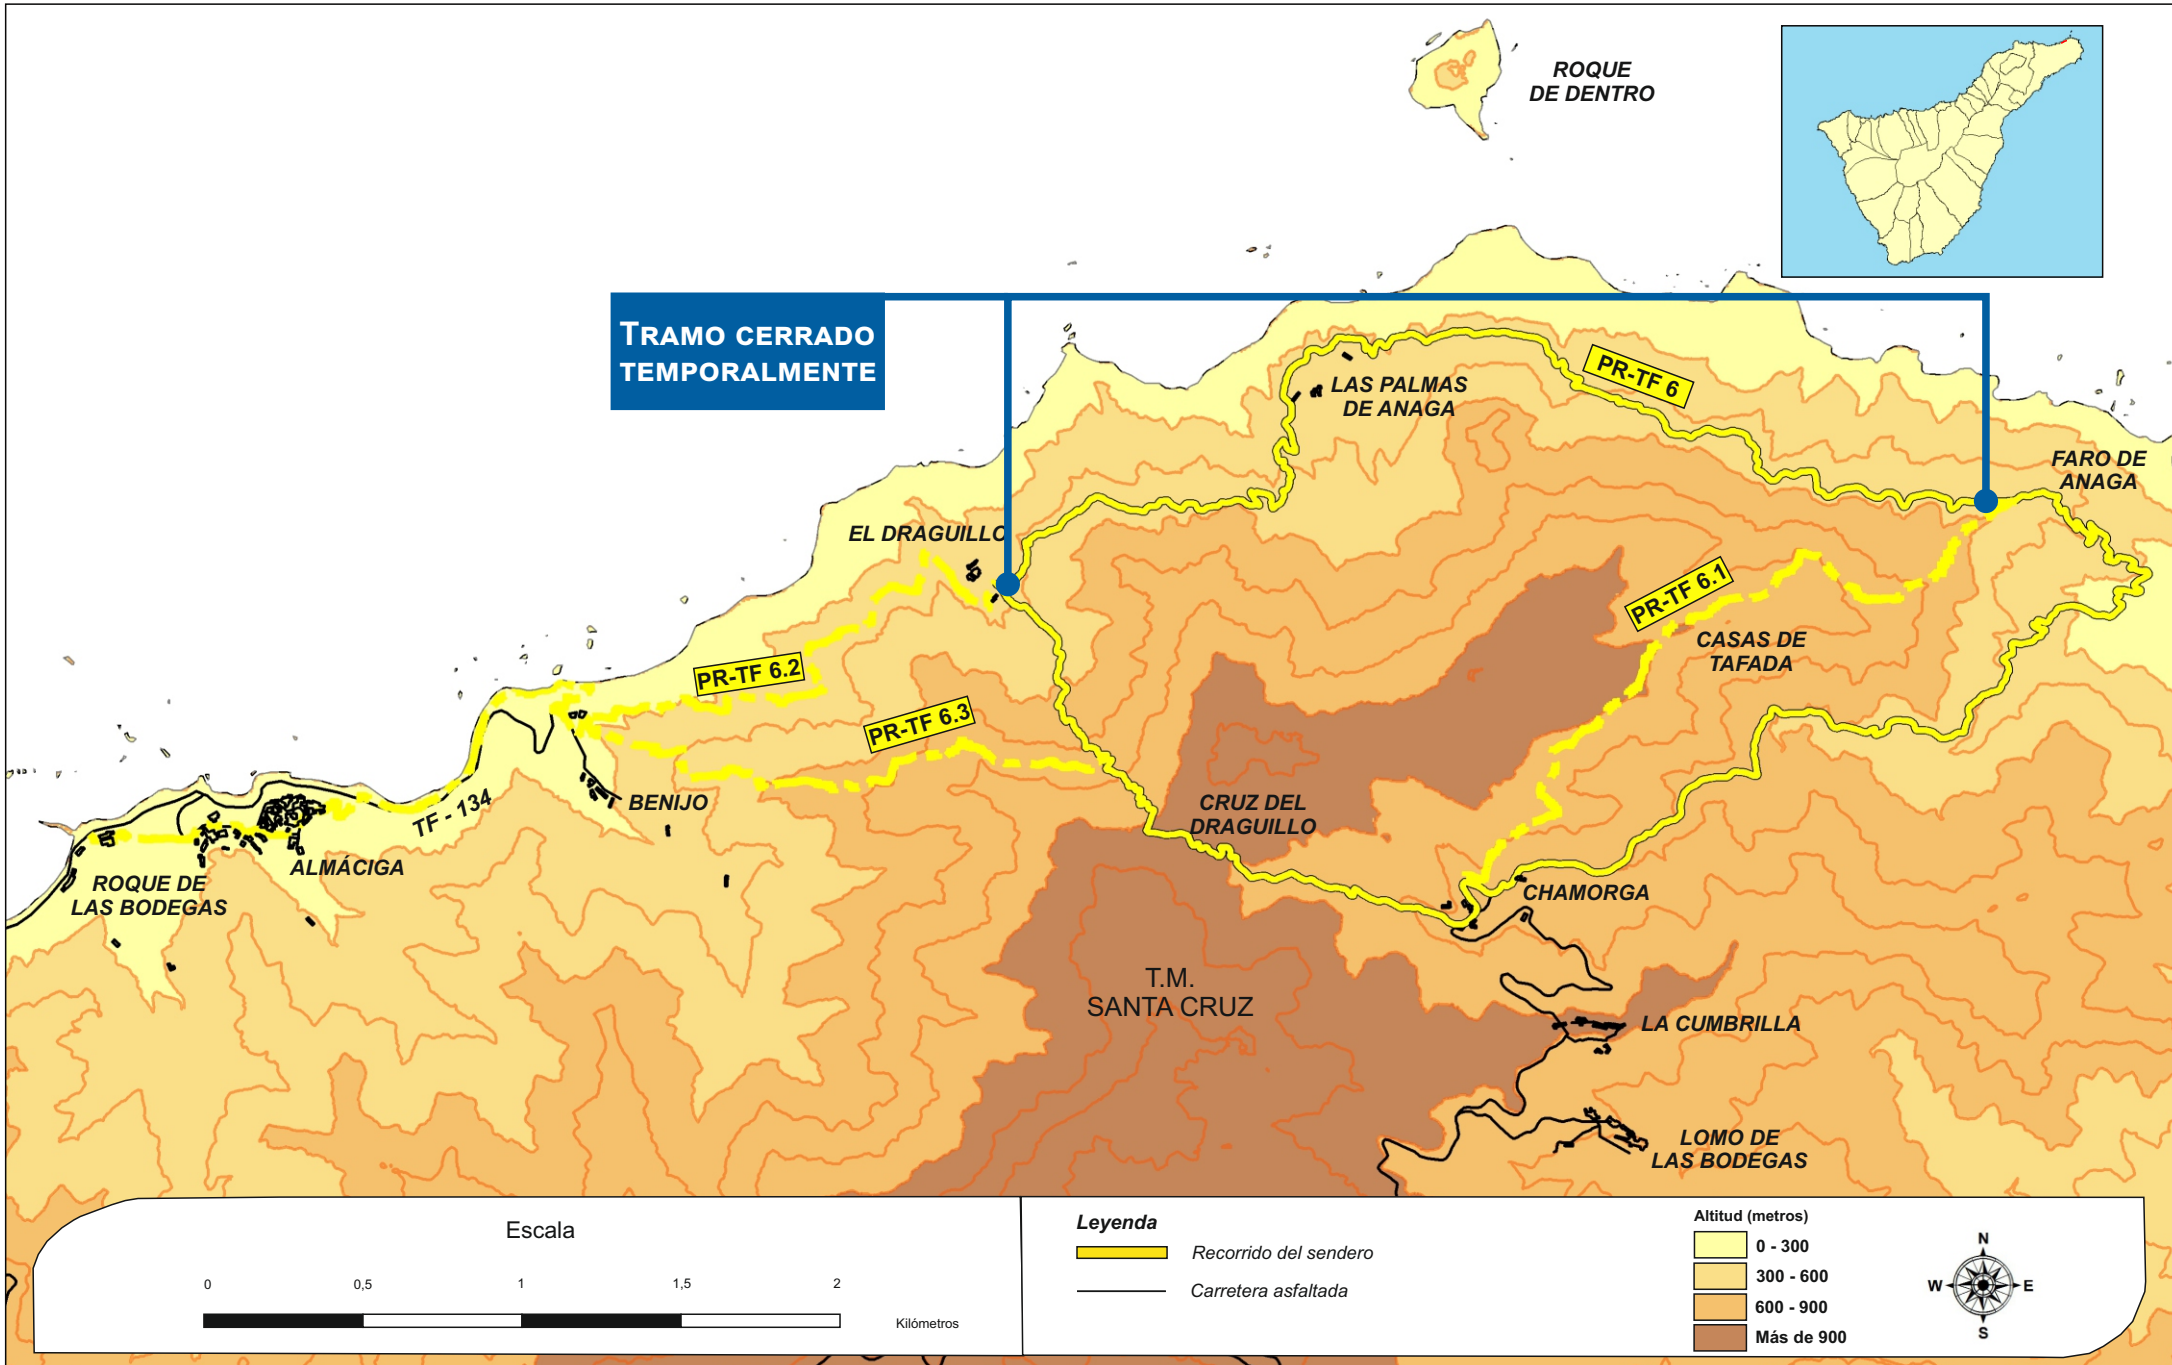 ROQUE
DE DENTRO
TRAMO CERRADO
TEMPORALMENTE
PR-TF 6
LAS PALMAS
DE ANAGA
FARO DE
ANAGA
EL DRAGUILLO
PR-TF 6.1
CASAS DE
TAFADA
PR-TF 6.2
PR-TF 6.3
BENIJO
TF - 134
CRUZ DEL
DRAGUILLO
ALMÁCIGA
ROQUE DE
LAS BODEGAS
CHAMORGA
T.M.
SANTA CRUZ
LA CUMBRILLA
LOMO DE
LAS BODEGAS
Escala
0 0,5 1 1,5 2
Kilómetros
Leyenda
Recorrido del sendero
Carretera asfaltada
Altitud (metros)
0 - 300
300 - 600
600 - 900
Más de 900
N
W E
S